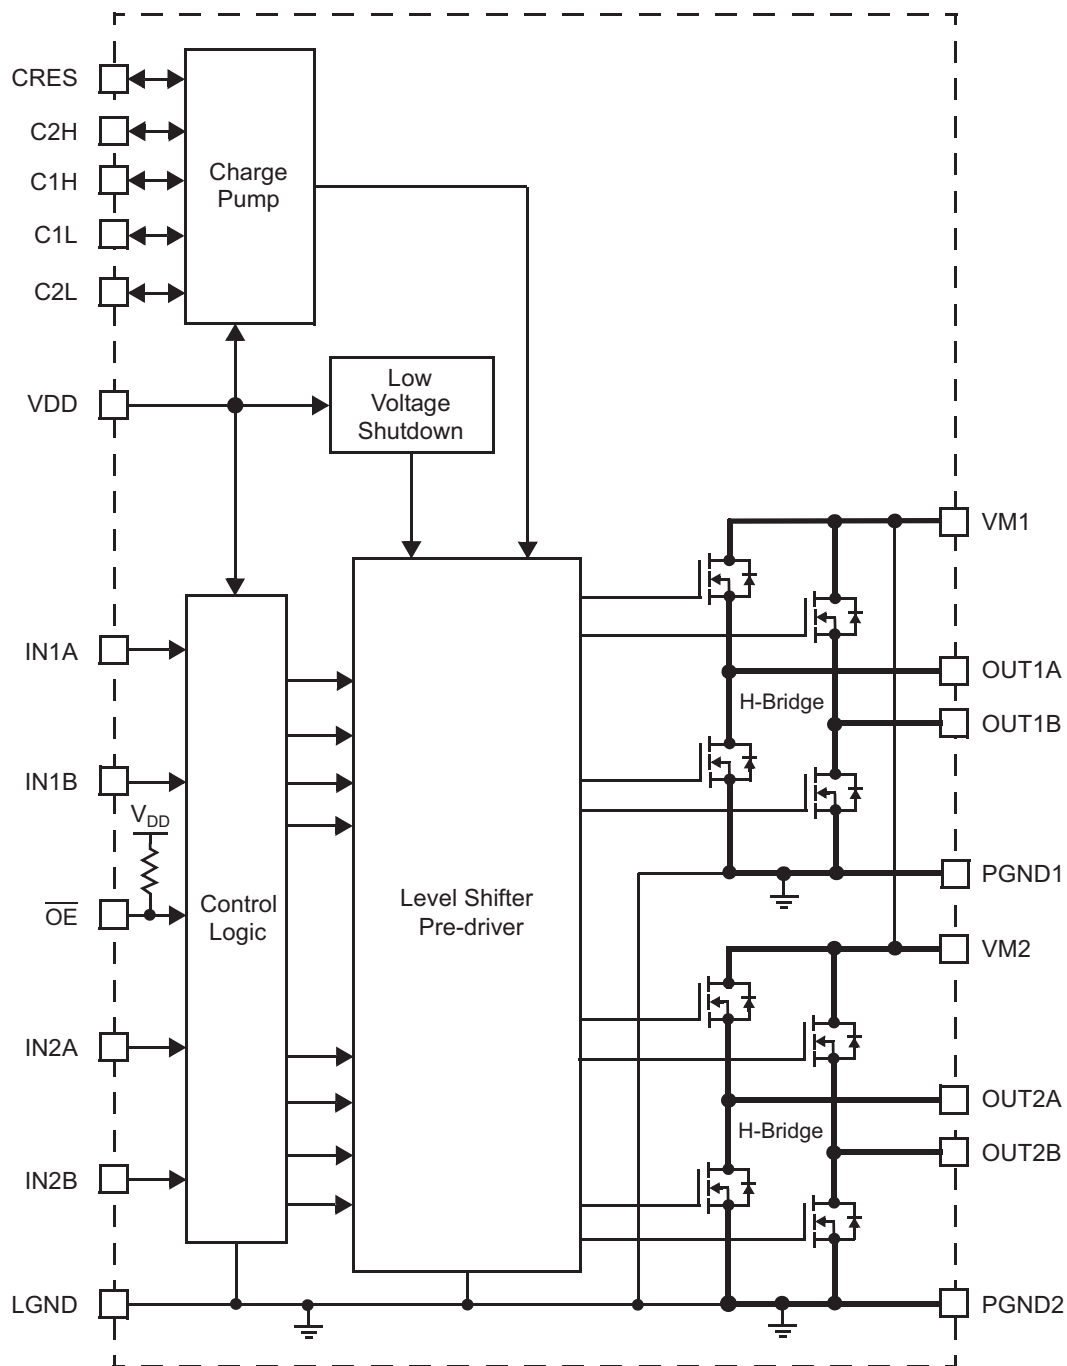 CRES
C2H
C1H
C1L
C2L
Charge
Pump
VDD
Low
Voltage
Shutdown
VM1
IN1A
OUT1A
H-Bridge
OUT1B
IN1B
VDD
PGND1
OE
Control
Logic
Level Shifter
Pre-driver
VM2
IN2A
OUT2A
H-Bridge
OUT2B
IN2B
LGND
PGND2